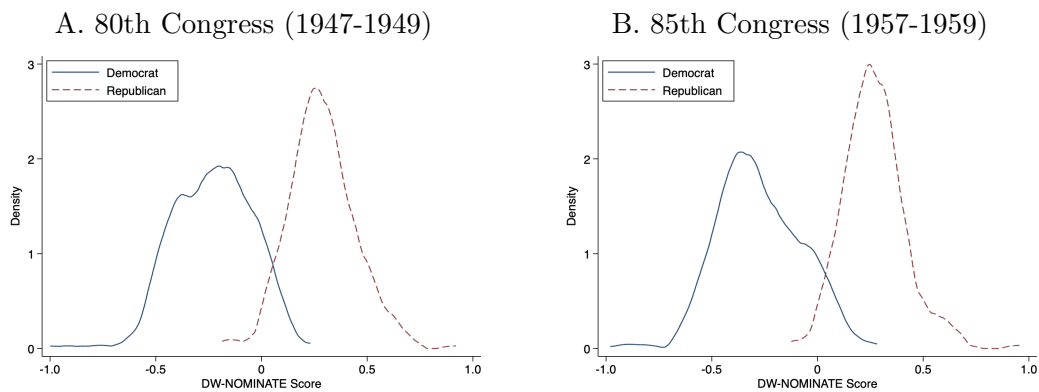 A. 80th Congress (1947-1949)
3
2
1
0
Density
Democrat
Republican
-1.0
-0.5
0
0.5
1.0
DW-NOMINATE Score
B. 85th Congress (1957-1959)
3
2
1
0
Density
Democrat
Republican
-1.0
-0.5
0
0.5
1.0
DW-NOMINATE Score